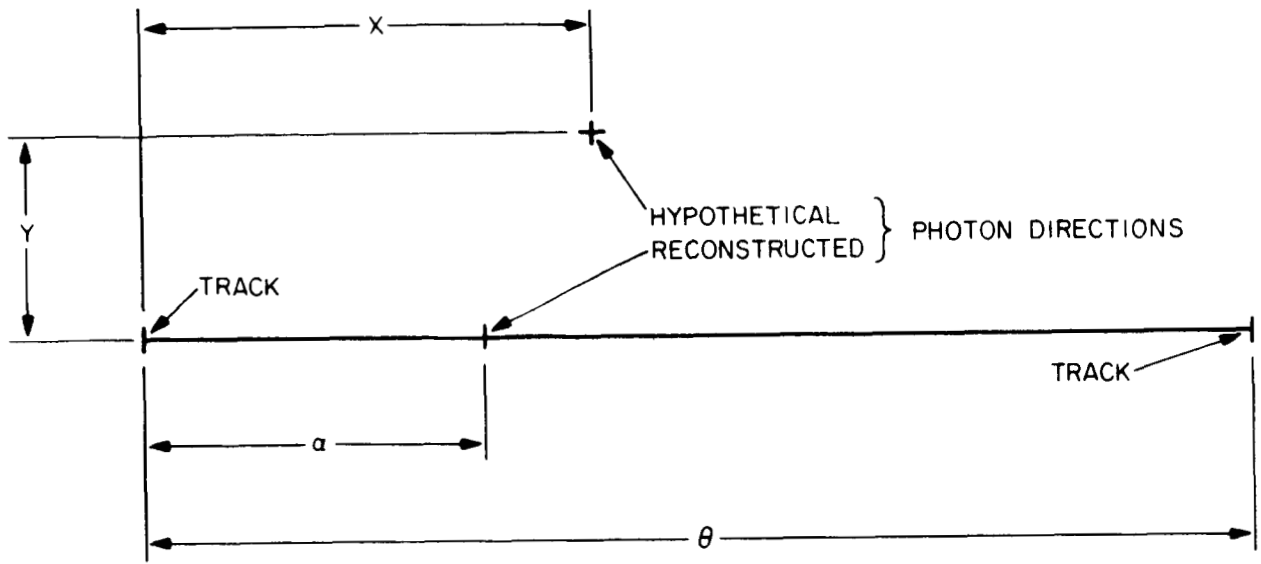 X
Y
HYPOTHETICAL
RECONSTRUCTED
PHOTON DIRECTIONS
TRACK
TRACK
α
θ